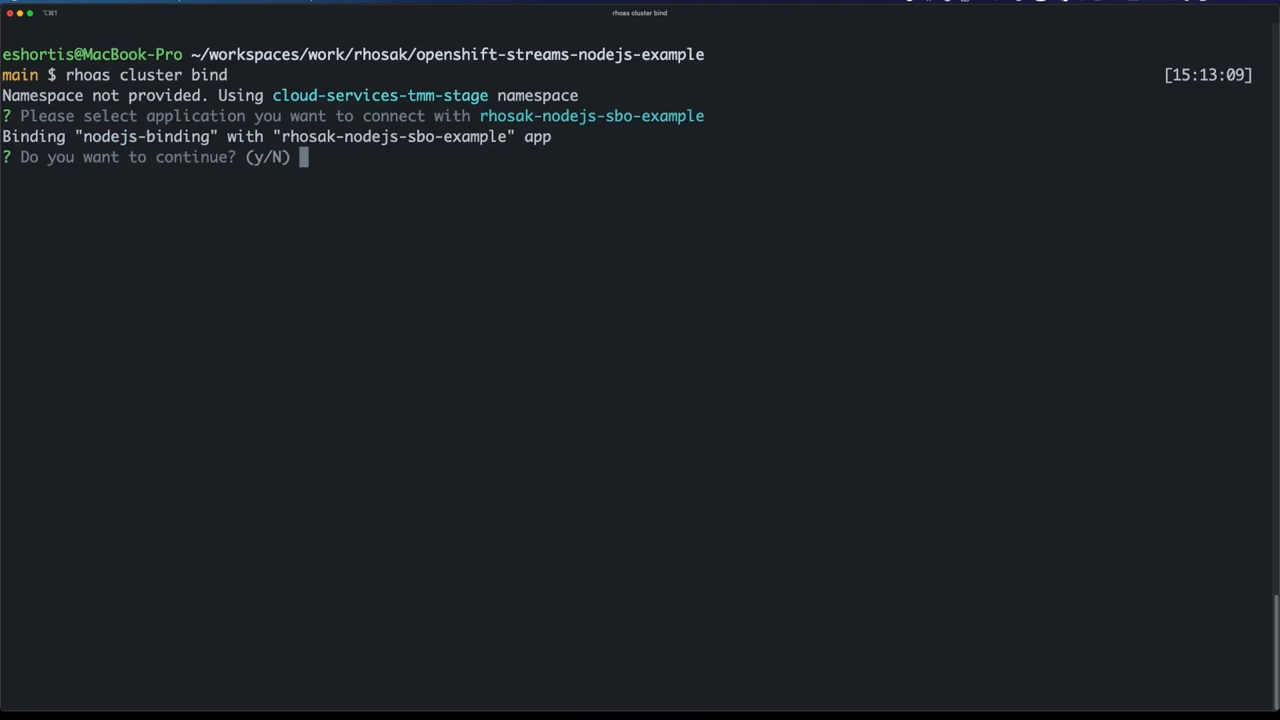 ⌥⌘1
rhoas cluster bind
eshortis@MacBook-Pro ~/workspaces/work/rhosak/openshift-streams-nodejs-example
main $ rhoas cluster bind [15:13:09]
Namespace not provided. Using cloud-services-tmm-stage namespace
? Please select application you want to connect with rhosak-nodejs-sbo-example
Binding "nodejs-binding" with "rhosak-nodejs-sbo-example" app
? Do you want to continue? (y/N)